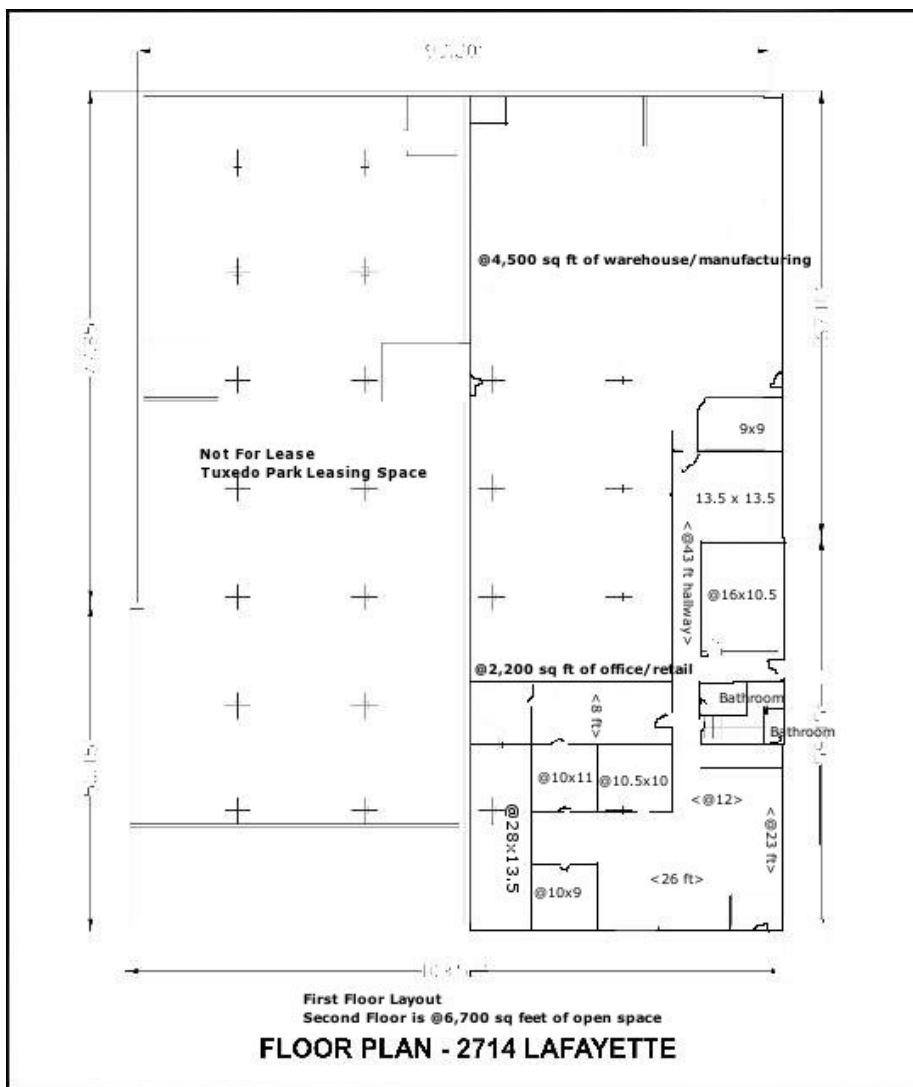 @4,500 sq ft of warehouse/manufacturing
9x9
Not For Lease
Tuxedo Park Leasing Space
13.5 x 13.5
<@43 ft hallway>
@16x10.5
@2,200 sq ft of office/retail
Bathroom
<8 ft>
Bathroom
@10x11
@10.5x10
<@12>
@28x13.5
<@23 ft>
<26 ft>
@10x9
First Floor Layout
Second Floor is @6,700 sq feet of open space
FLOOR PLAN - 2714 LAFAYETTE